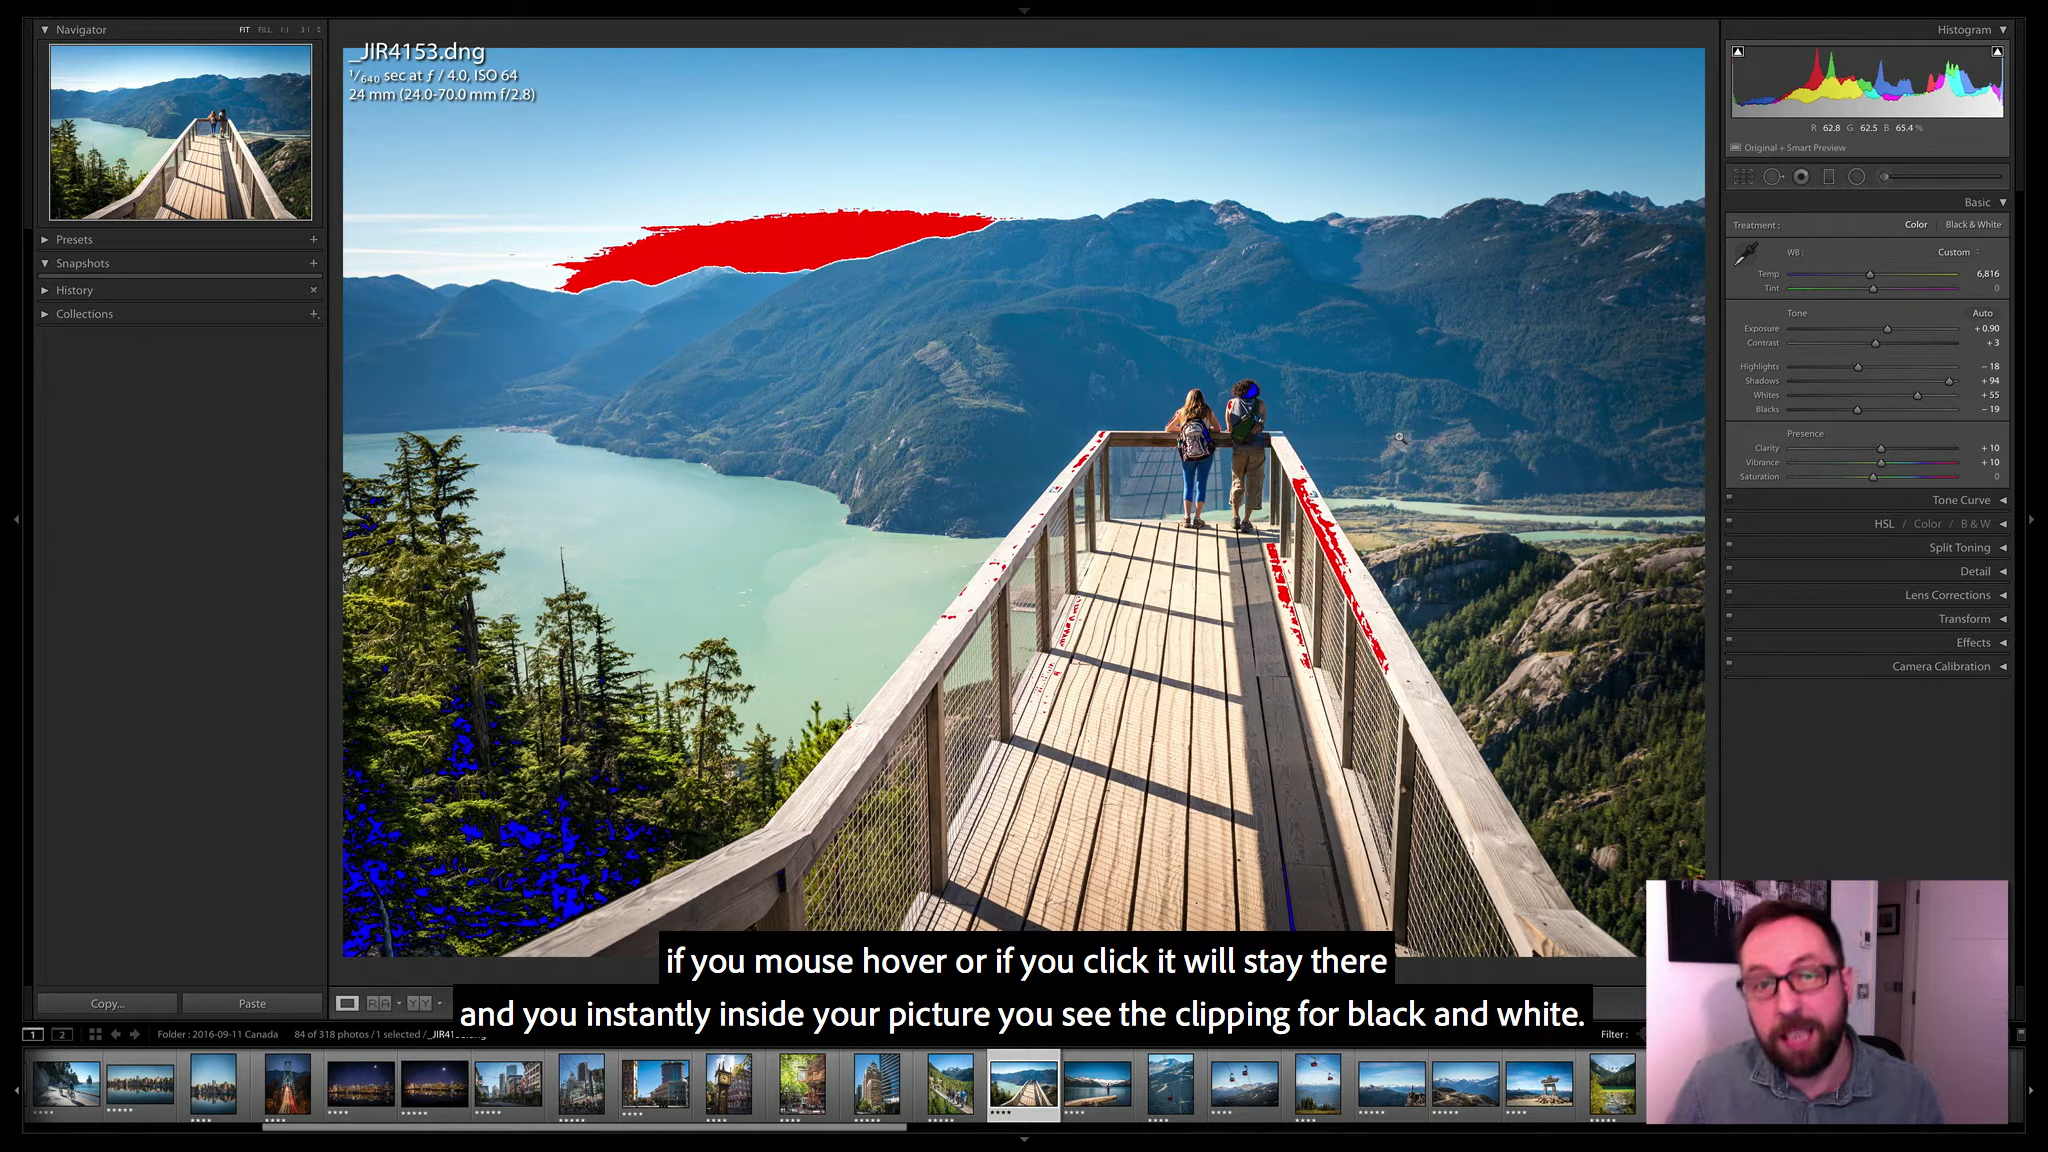 Navigator
FIT FILL 1:1 3:1
Presets
Snapshots
History
Collections
Copy...
Paste
_JIR4153.dng
1/640 sec at ƒ / 4.0, ISO 64
24 mm (24.0-70.0 mm f/2.8)
Histogram
R 62.8 G 62.5 B 65.4 %
Original + Smart Preview
Basic
Treatment : Color Black & White
WB : Custom
Temp 6,816
Tint 0
Tone Auto
Exposure + 0.90
Contrast + 3
Highlights − 18
Shadows + 94
Whites + 55
Blacks − 19
Presence
Clarity + 10
Vibrance + 10
Saturation 0
Tone Curve
HSL / Color / B & W
Split Toning
Detail
Lens Corrections
Transform
Effects
Camera Calibration
if you mouse hover or if you click it will stay there
and you instantly inside your picture you see the clipping for black and white.
1 2 Folder : 2016-09-11 Canada 84 of 318 photos / 1 selected / Filter :